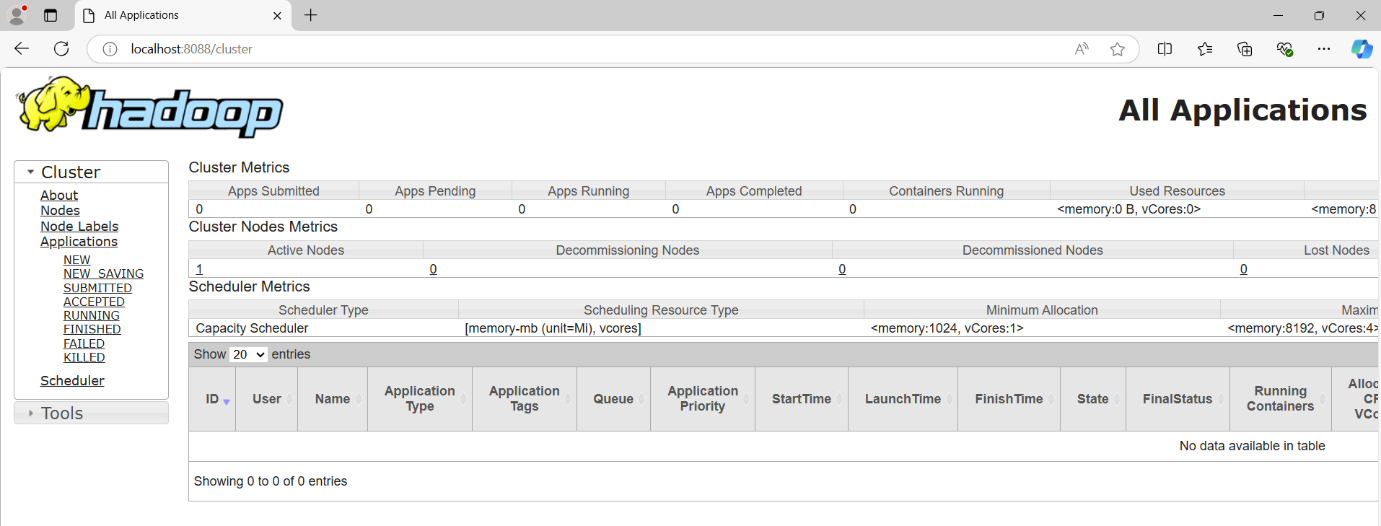 All Applications
localhost:8088/cluster
hadoop
All Applications
Cluster
About
Nodes
Node Labels
Applications
NEW
NEW_SAVING
SUBMITTED
ACCEPTED
RUNNING
FINISHED
FAILED
KILLED
Scheduler
Tools
Cluster Metrics
Apps Submitted Apps Pending Apps Running Apps Completed Containers Running Used Resources
0 0 0 0 0 <memory:0 B, vCores:0> <memory:8
Cluster Nodes Metrics
Active Nodes Decommissioning Nodes Decommissioned Nodes Lost Nodes
1 0 0 0
Scheduler Metrics
Scheduler Type Scheduling Resource Type Minimum Allocation Maxim
Capacity Scheduler [memory-mb (unit=Mi), vcores] <memory:1024, vCores:1> <memory:8192, vCores:4>
Show 20 entries
ID User Name Application Type Application Tags Queue Application Priority StartTime LaunchTime FinishTime State FinalStatus Running Containers Alloc CP VCo
No data available in table
Showing 0 to 0 of 0 entries